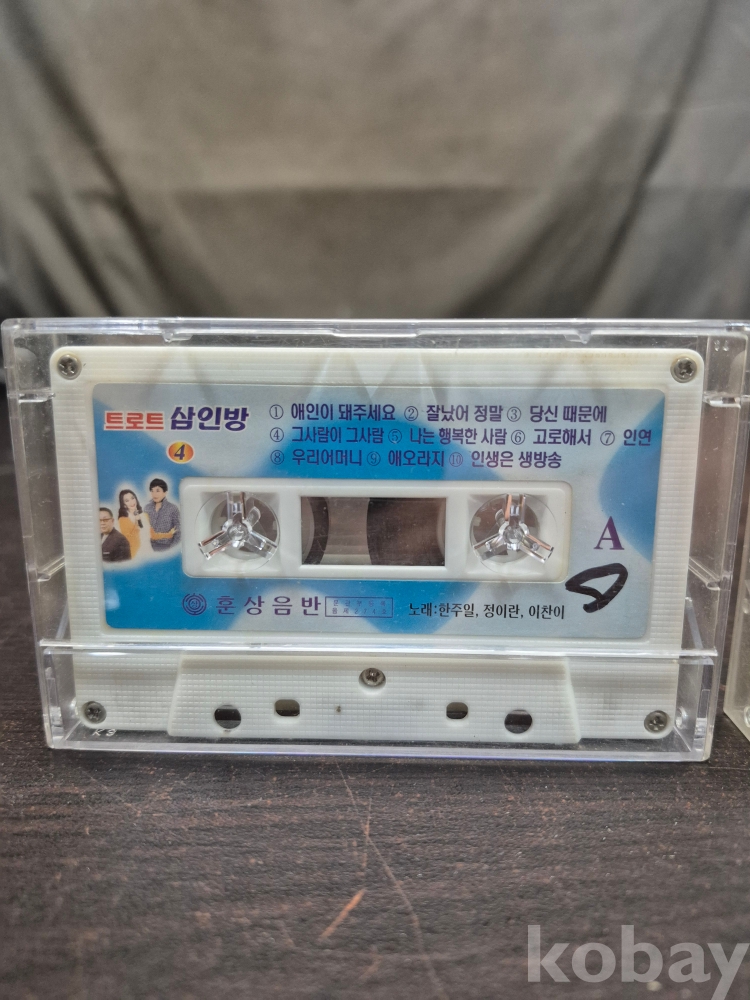 트로트 삼인방
4
① 애인이 돼주세요 ② 잘났어 정말 ③ 당신 때문에
④ 그사람이 그사람 ⑤ 나는 행복한 사람 ⑥ 고로해서 ⑦ 인연
⑧ 우리어머니 ⑨ 애오라지 ⑩ 인생은 생방송
A
훈상음반
노래:한주일, 정이란, 이찬이
kobay